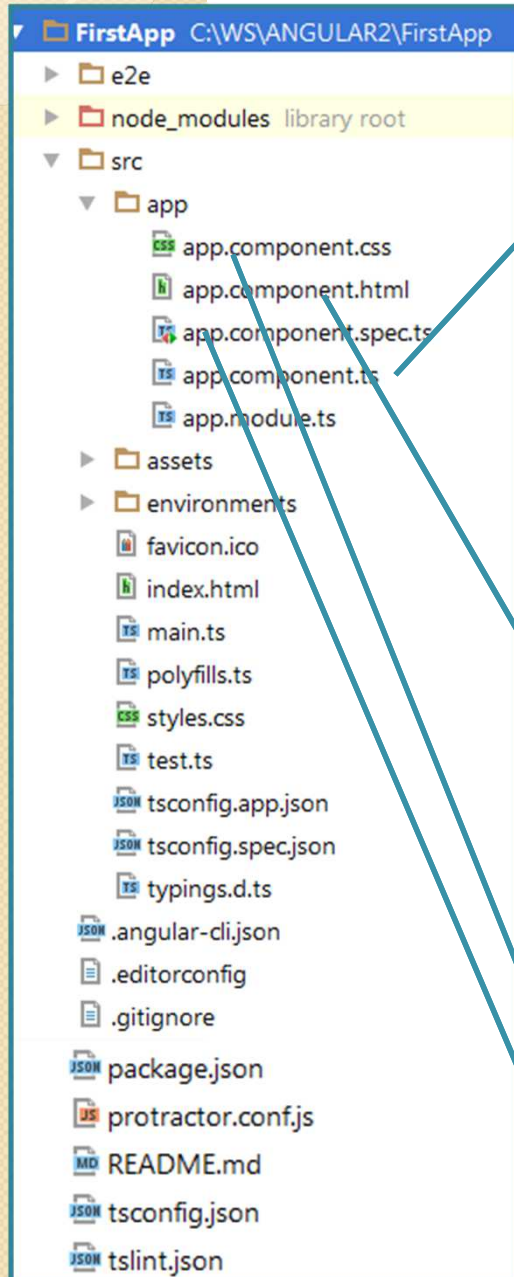 FirstApp C:\WS\ANGULAR2\FirstApp
e2e
node_modules library root
src
app
app.component.css
app.component.html
app.component.spec.ts
app.component.ts
app.module.ts
assets
environments
favicon.ico
index.html
main.ts
polyfills.ts
styles.css
test.ts
tsconfig.app.json
tsconfig.spec.json
typings.d.ts
.angular-cli.json
.editorconfig
.gitignore
package.json
protractor.conf.js
README.md
tsconfig.json
tslint.json